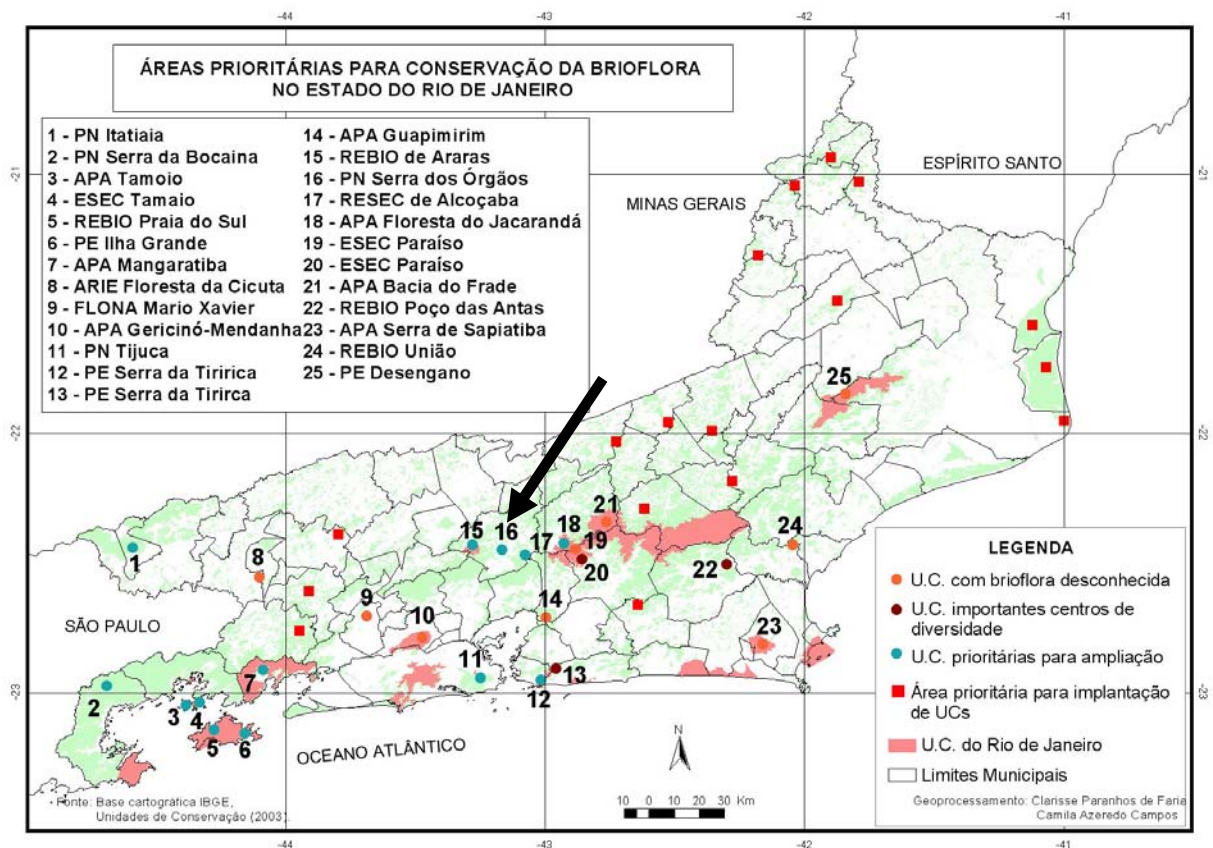 -44
-43
-42
-41
ÁREAS PRIORITÁRIAS PARA CONSERVAÇÃO DA BRIOFLORA
NO ESTADO DO RIO DE JANEIRO
1 - PN Itatiaia
2 - PN Serra da Bocaina
3 - APA Tamoio
4 - ESEC Tamaio
5 - REBIO Praia do Sul
6 - PE Ilha Grande
7 - APA Mangaratiba
8 - ARIE Floresta da Cicuta
9 - FLONA Mario Xavier
10 - APA Gericinó-Mendanha
11 - PN Tijuca
12 - PE Serra da Tiririca
13 - PE Serra da Tirirca
14 - APA Guapimirim
15 - REBIO de Araras
16 - PN Serra dos Órgãos
17 - RESEC de Alcoçaba
18 - APA Floresta do Jacarandá
19 - ESEC Paraíso
20 - ESEC Paraíso
21 - APA Bacia do Frade
22 - REBIO Poço das Antas
23 - APA Serra de Sapiatiba
24 - REBIO União
25 - PE Desengano
-21
-21
ESPÍRITO SANTO
MINAS GERAIS
25
-22
-22
21
15
16
17
18
19
20
24
22
1
8
9
10
14
23
SÃO PAULO
11
12
13
7
-23
-23
2
3
4
5
6
OCEANO ATLÂNTICO
N
10 0 10 20 30 Km
Fonte: Base cartográfica IBGE,
Unidades de Conservação (2003).
LEGENDA
U.C. com brioflora desconhecida
U.C. importantes centros de
diversidade
U.C. prioritárias para ampliação
Área prioritária para implantação
de UCs
U.C. do Rio de Janeiro
Limites Municipais
Geoprocessamento: Clarisse Paranhos de Faria
Camila Azeredo Campos
-44
-43
-42
-41